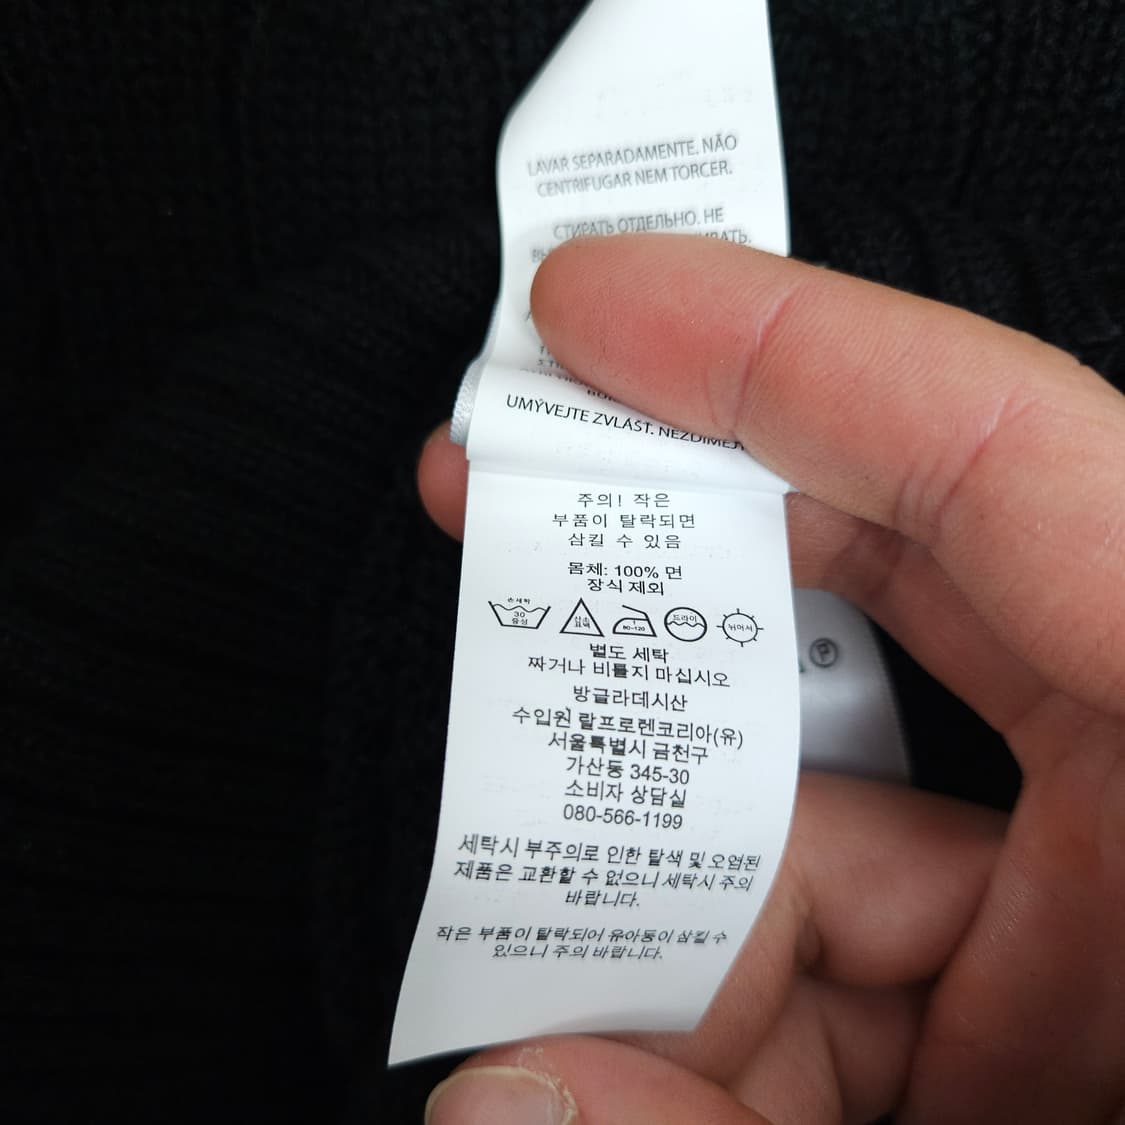 LAVAR SEPARADAMENTE. NÃO
CENTRIFUGAR NEM TORCER.
СТИРАТЬ ОТДЕЛЬНО. НЕ
UMÝVEJTE ZVLÁŠT.
주의! 작은
부품이 탈락되면
삼킬 수 있음
몸체: 100% 면
장식 제외
손세탁
30
중성
산소
표백
1
80~120
드라이
뉘어서
별도 세탁
짜거나 비틀지 마십시오
방글라데시산
수입원 랄프로렌코리아(유)
서울특별시 금천구
가산동 345-30
소비자 상담실
080-566-1199
세탁시 부주의로 인한 탈색 및 오염된
제품은 교환할 수 없으니 세탁시 주의
바랍니다.
작은 부품이 탈락되어 유아동이 삼킬 수
있으니 주의 바랍니다.
P